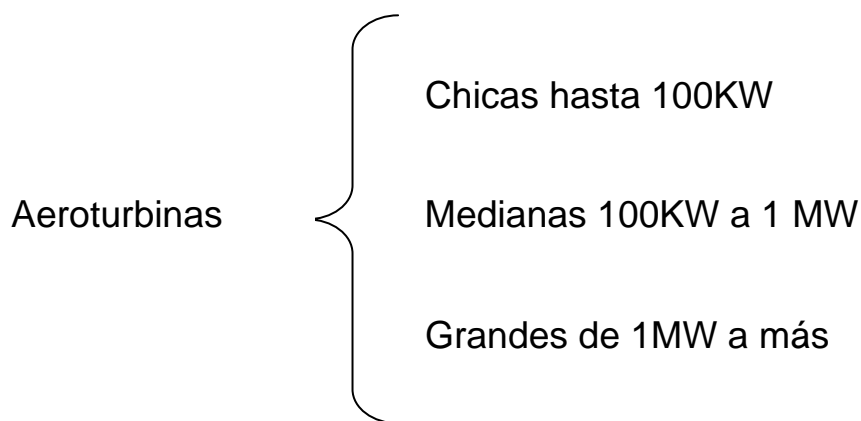 Chicas hasta 100KW
Aeroturbinas
Medianas 100KW a 1 MW
Grandes de 1MW a más